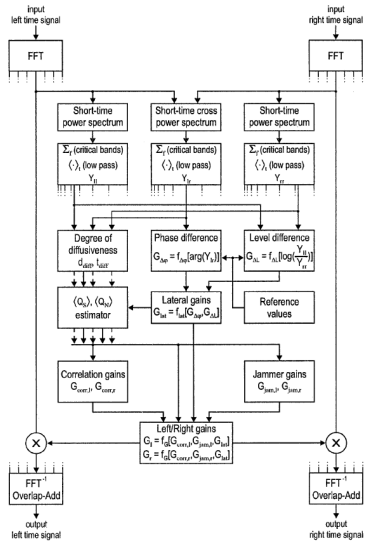 input
left time signal
input
right time signal
FFT
FFT
Short-time
power spectrum
Short-time cross
power spectrum
Short-time
power spectrum
Σf (critical bands)
⟨·⟩t (low pass)
Yll
Σf (critical bands)
⟨·⟩t (low pass)
Ylr
Σf (critical bands)
⟨·⟩t (low pass)
Yrr
Degree of
diffusiveness
ddiff, tdiff
Phase difference
GΔφ = fΔφ[arg(Ylr)]
Level difference
GΔL = fΔL[log(Yll/Yrr)]
⟨QS⟩, ⟨QN⟩
estimator
Lateral gains
Glat = flat[GΔφ,GΔL]
Reference
values
Correlation gains
Gcorr,l, Gcorr,r
Jammer gains
Gjam,l, Gjam,r
Left/Right gains
Gl = fG[Gcorr,l,Gjam,l,Glat]
Gr = fG[Gcorr,r,Gjam,r,Glat]
×
×
FFT-1
Overlap-Add
FFT-1
Overlap-Add
output
left time signal
output
right time signal